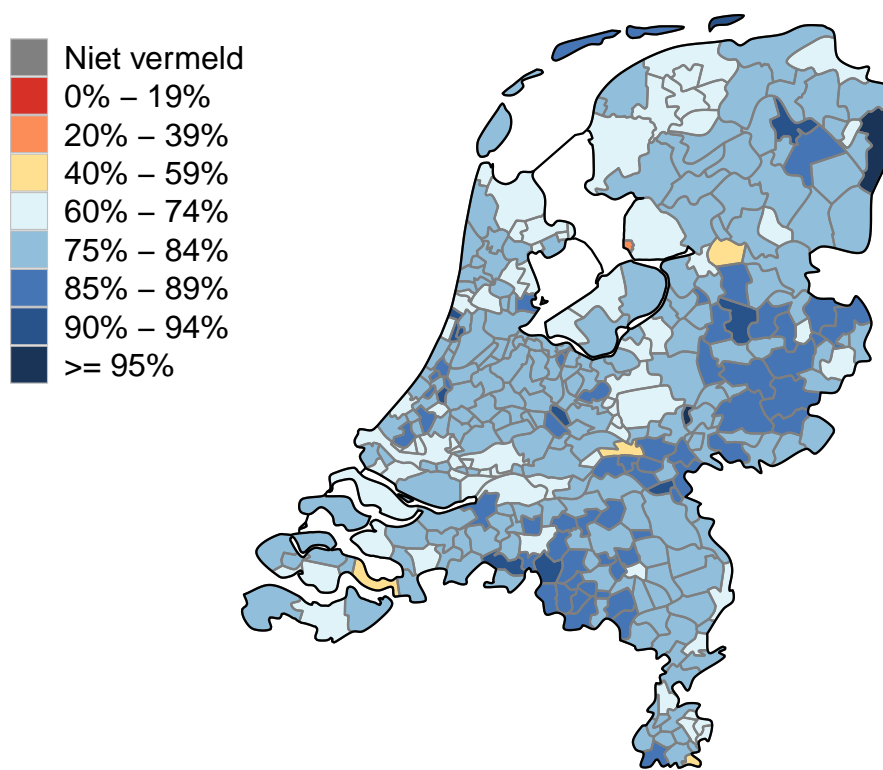 Niet vermeld
0% – 19%
20% – 39%
40% – 59%
60% – 74%
75% – 84%
85% – 89%
90% – 94%
>= 95%